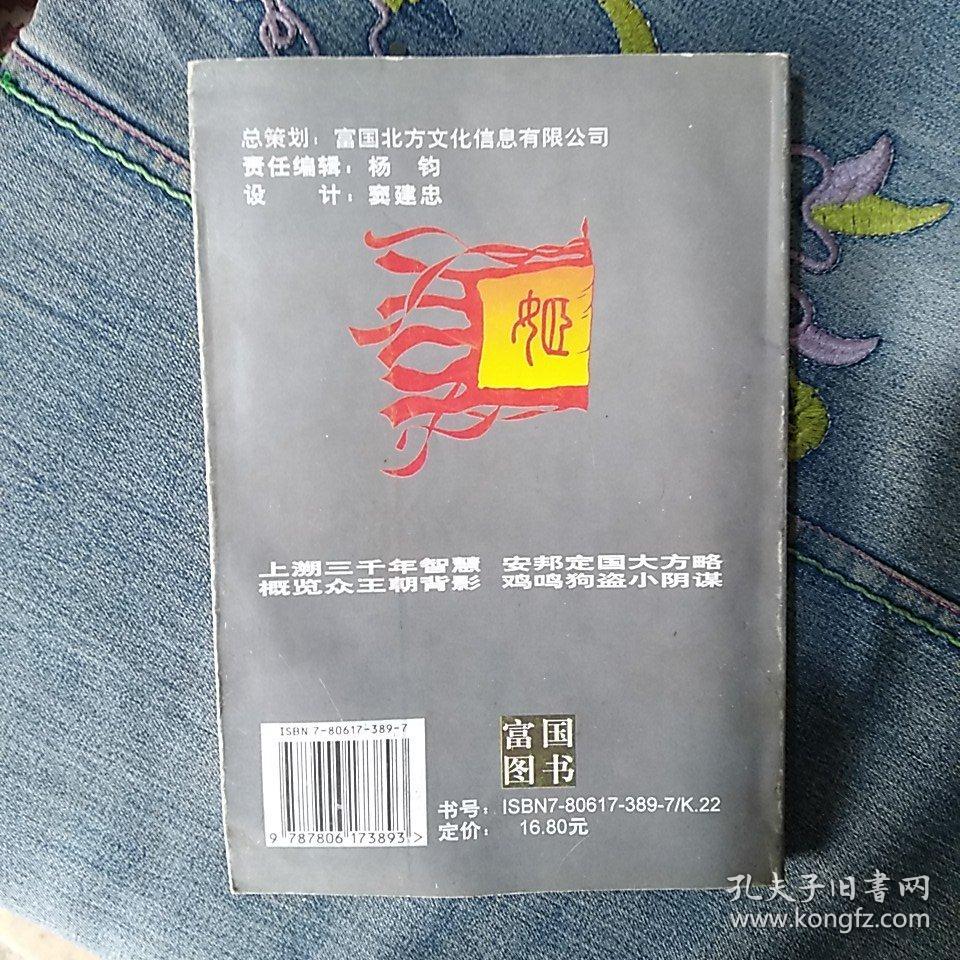 总策划：富国北方文化信息有限公司
责任编辑：杨 钧
设 计：窦建忠
姬
上溯三千年智慧 安邦定国大方略
概览众王朝背影 鸡鸣狗盗小阴谋
ISBN 7-80617-389-7
9 787806 173893 >
富国
图书
书号：ISBN7-80617-389-7/K.22
定价： 16.80元
孔夫子旧書网
www.kongfz.com